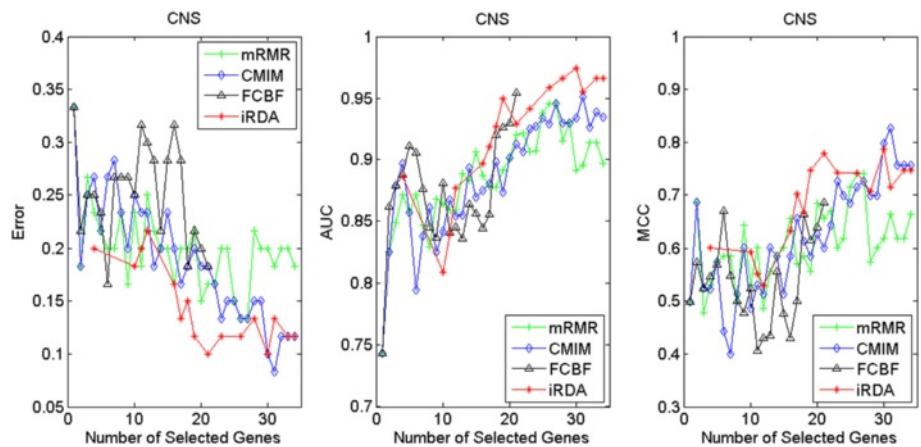 CNS
0.4
0.35
0.3
0.25
0.2
0.15
0.1
0.05
Error
0 10 20 30
Number of Selected Genes
mRMR
CMIM
FCBF
iRDA
CNS
1
0.95
0.9
0.85
0.8
0.75
0.7
AUC
0 10 20 30
Number of Selected Genes
mRMR
CMIM
FCBF
iRDA
CNS
1
0.9
0.8
0.7
0.6
0.5
0.4
0.3
MCC
0 10 20 30
Number of Selected Genes
mRMR
CMIM
FCBF
iRDA